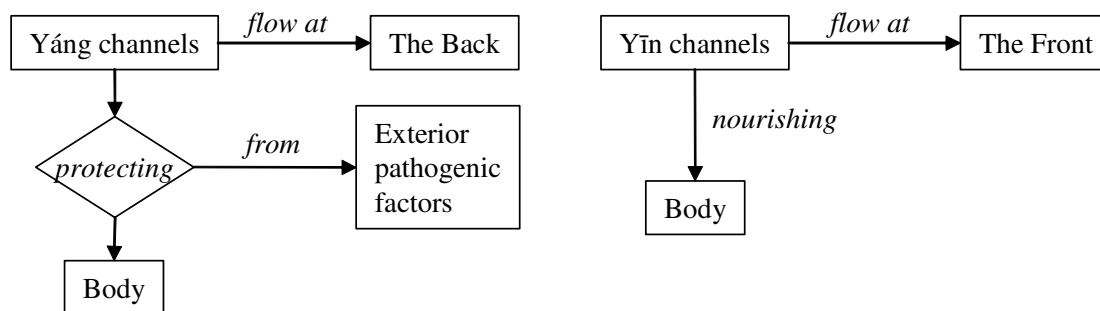 Yáng channels
flow at
The Back
protecting
from
Exterior
pathogenic
factors
Body
Yīn channels
flow at
The Front
nourishing
Body